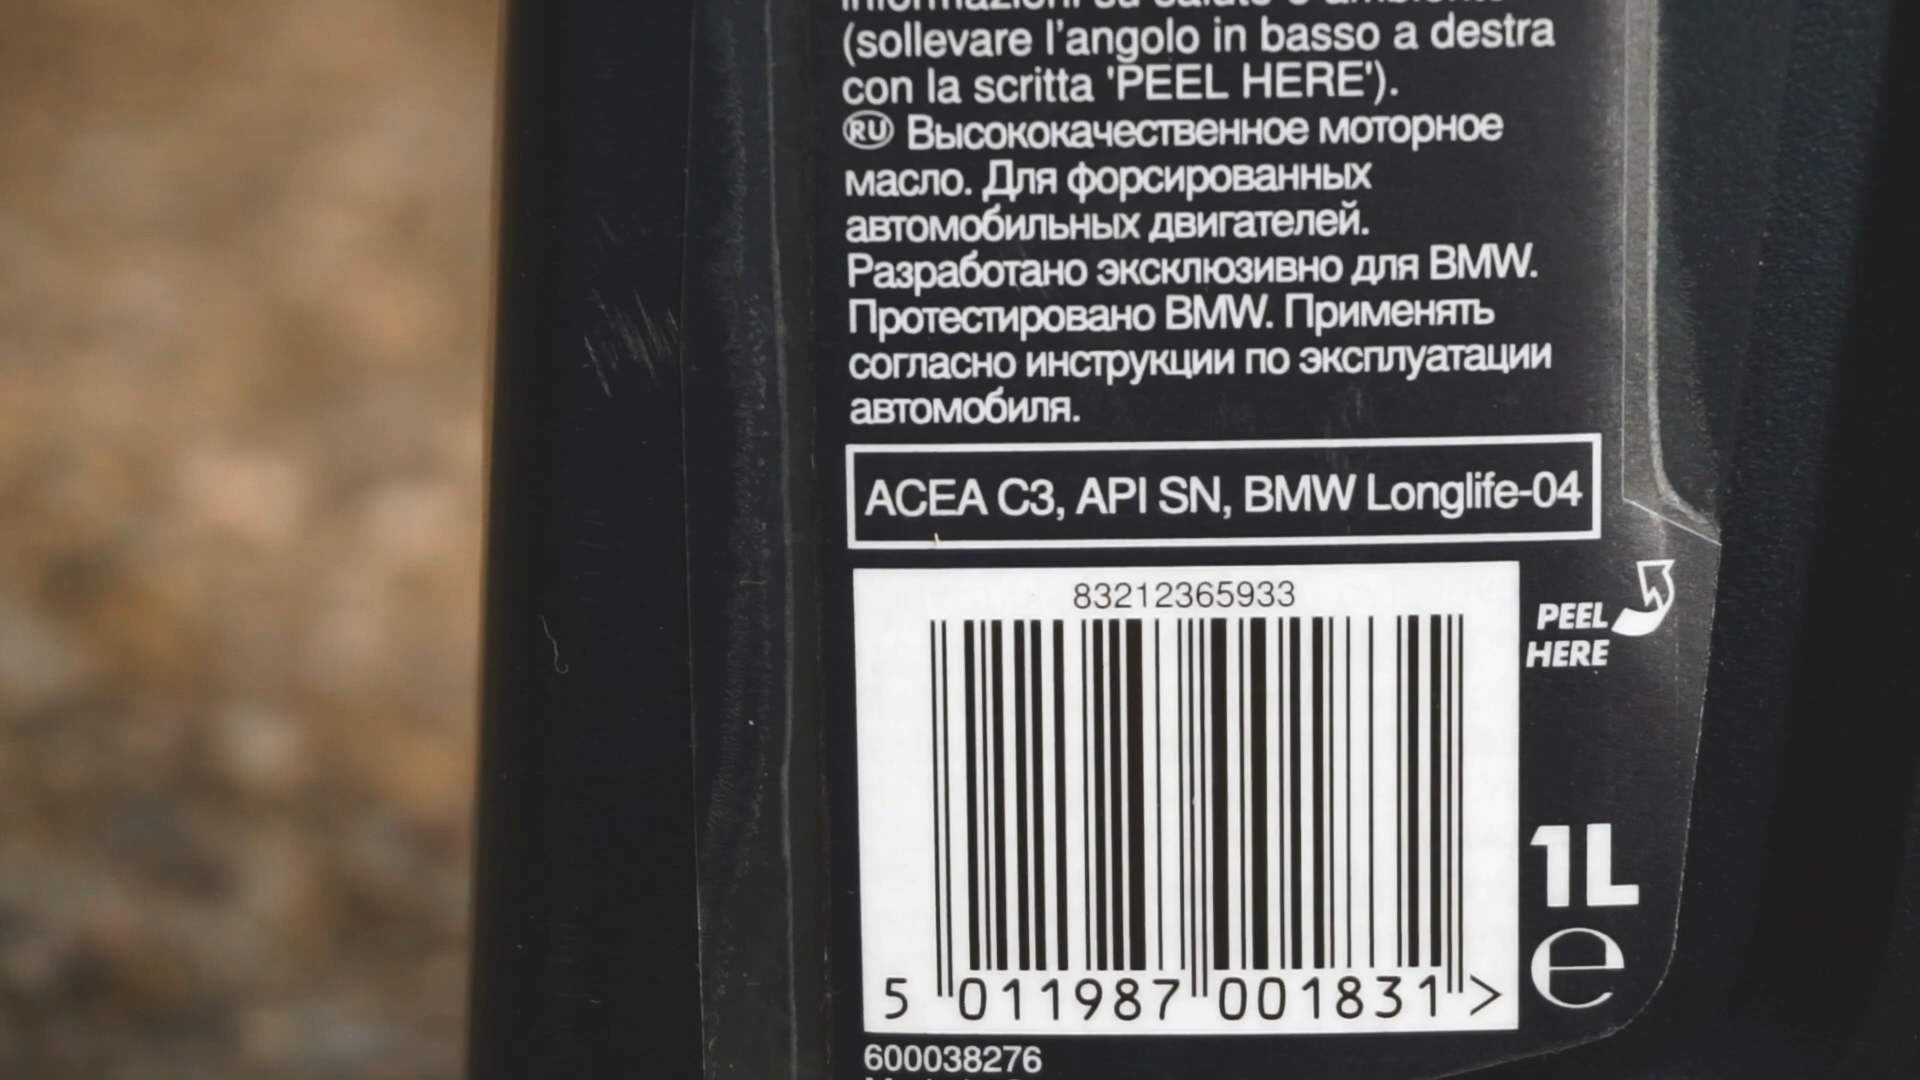 informazioni su salute e ambiente
(sollevare l'angolo in basso a destra
con la scritta 'PEEL HERE').
RU Высококачественное моторное
масло. Для форсированных
автомобильных двигателей.
Разработано эксклюзивно для BMW.
Протестировано BMW. Применять
согласно инструкции по эксплуатации
автомобиля.
ACEA C3, API SN, BMW Longlife-04
83212365933
PEEL
HERE
1L
e
5 011987 001831 >
600038276